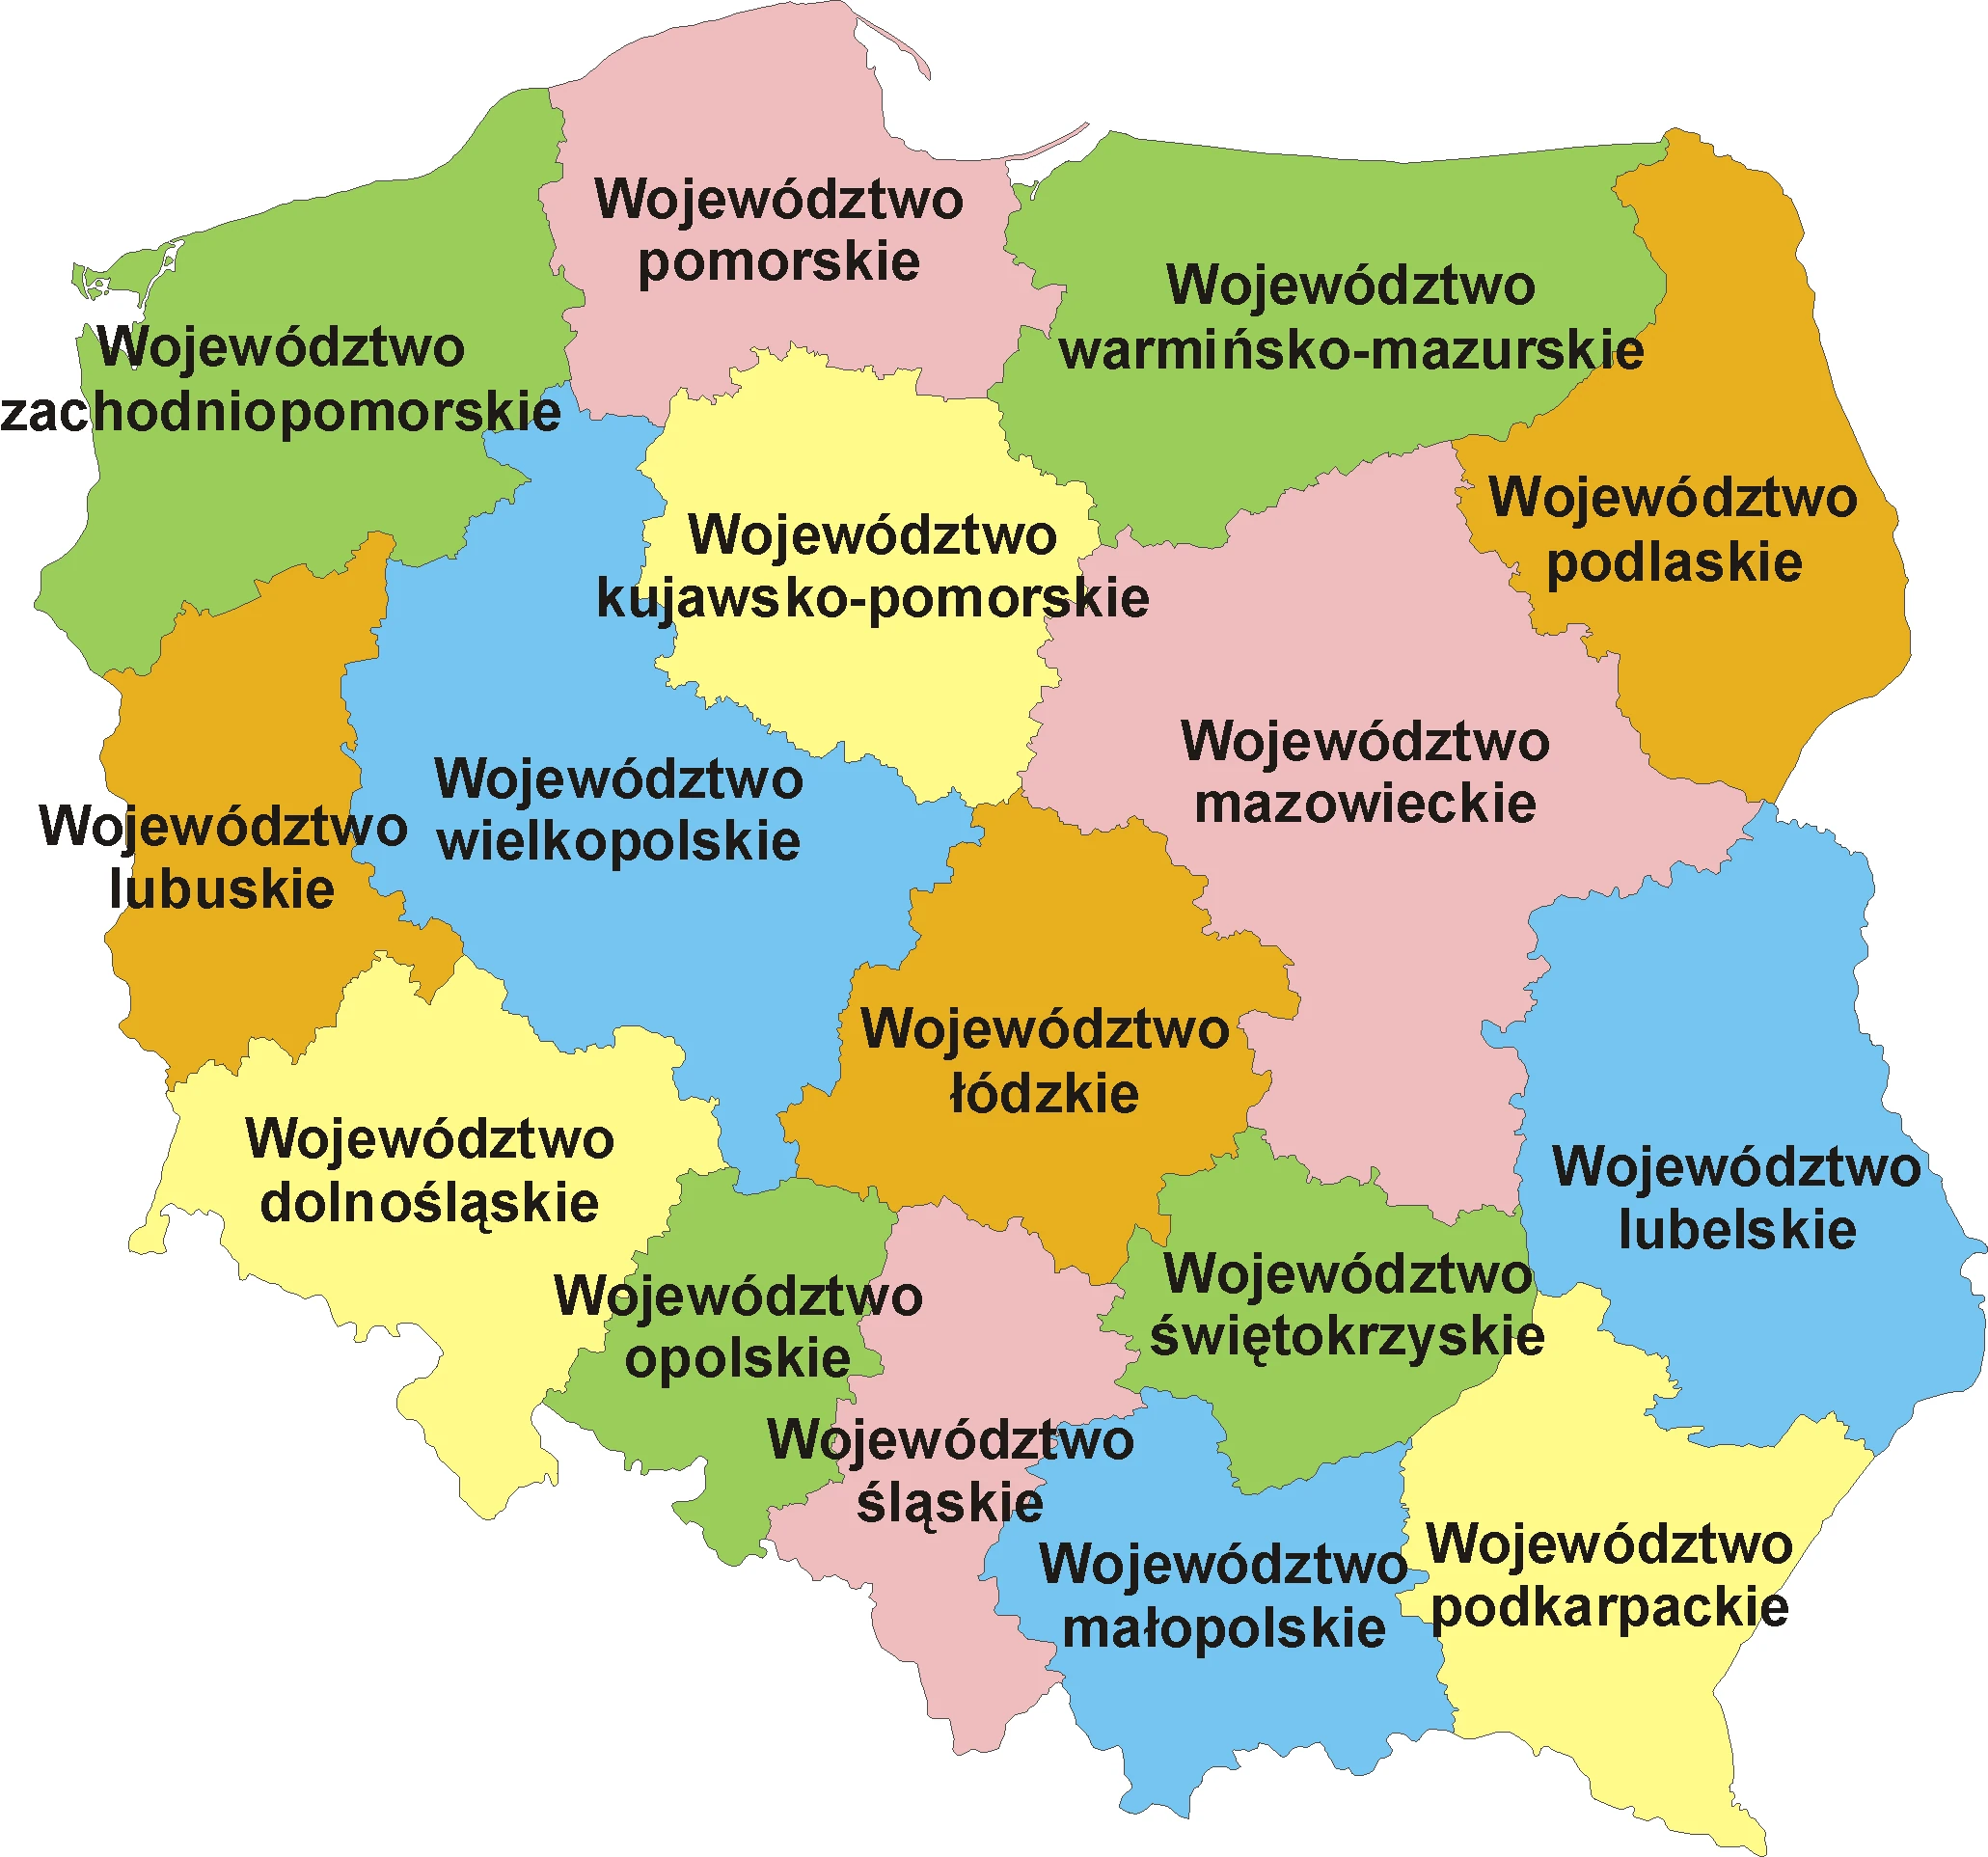 Województwo
pomorskie
Województwo
warmińsko-mazurskie
Województwo
zachodniopomorskie
Województwo
podlaskie
Województwo
kujawsko-pomorskie
Województwo
mazowieckie
Województwo
wielkopolskie
Województwo
lubuskie
Województwo
łódzkie
Województwo
dolnośląskie
Województwo
lubelskie
Województwo
świętokrzyskie
Województwo
opolskie
Województwo
śląskie
Województwo
małopolskie
Województwo
podkarpackie